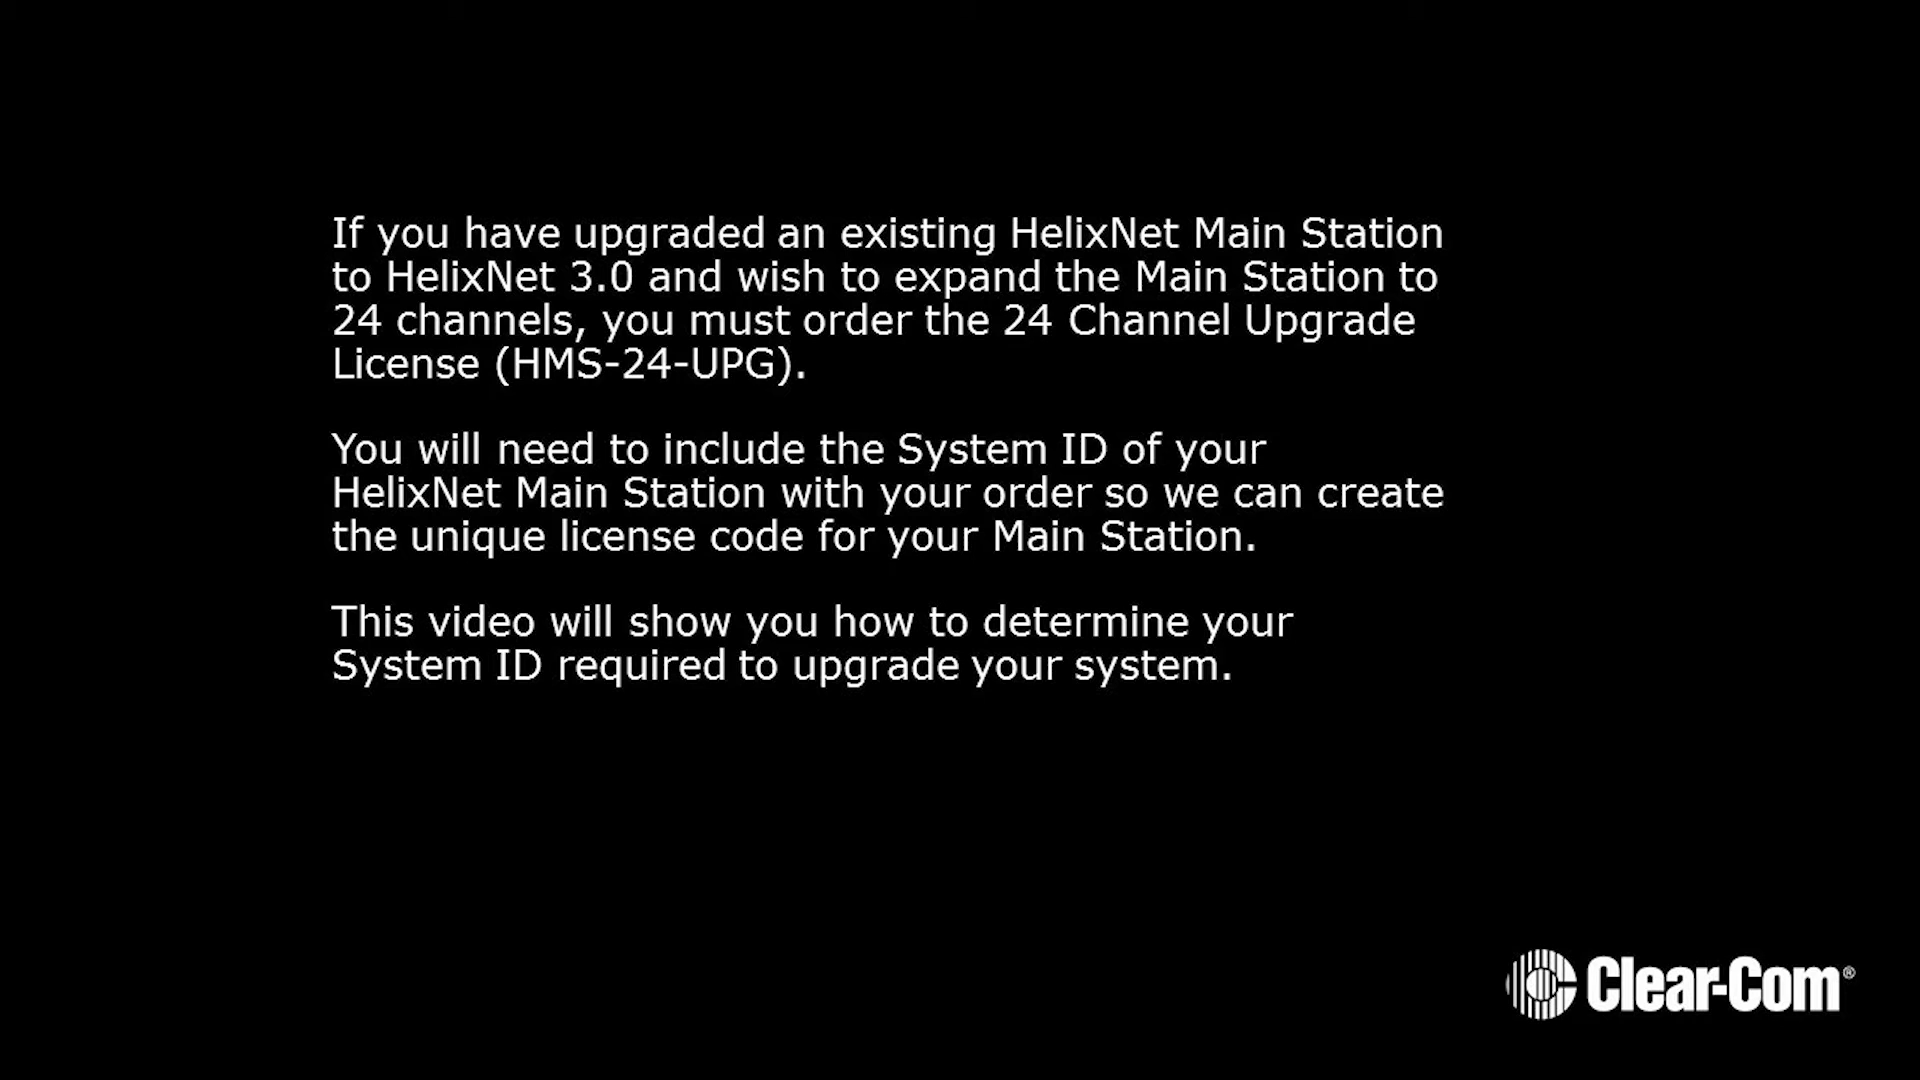 If you have upgraded an existing HelixNet Main Station
to HelixNet 3.0 and wish to expand the Main Station to
24 channels, you must order the 24 Channel Upgrade
License (HMS-24-UPG).
You will need to include the System ID of your
HelixNet Main Station with your order so we can create
the unique license code for your Main Station.
This video will show you how to determine your
System ID required to upgrade your system.
Clear-Com®